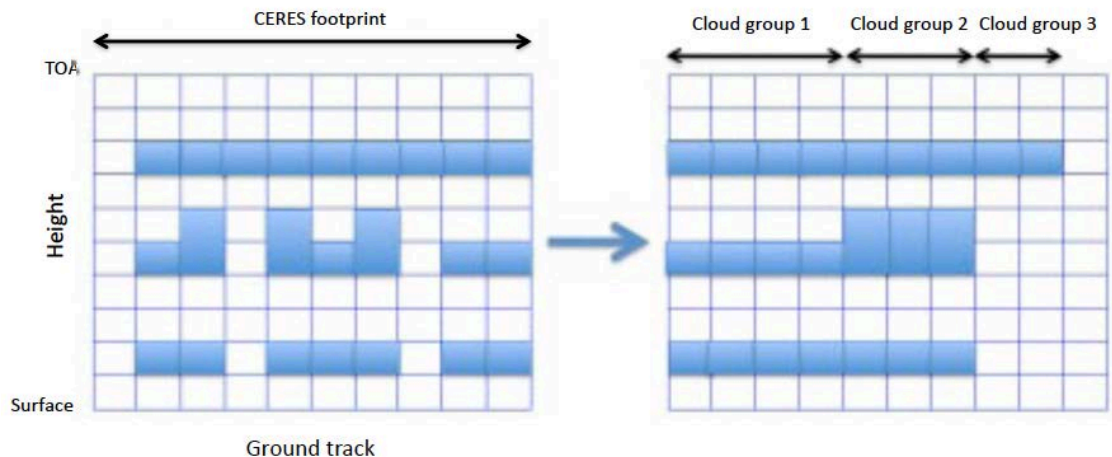 CERES footprint
Cloud group 1
Cloud group 2
Cloud group 3
TOA
Height
Surface
Ground track